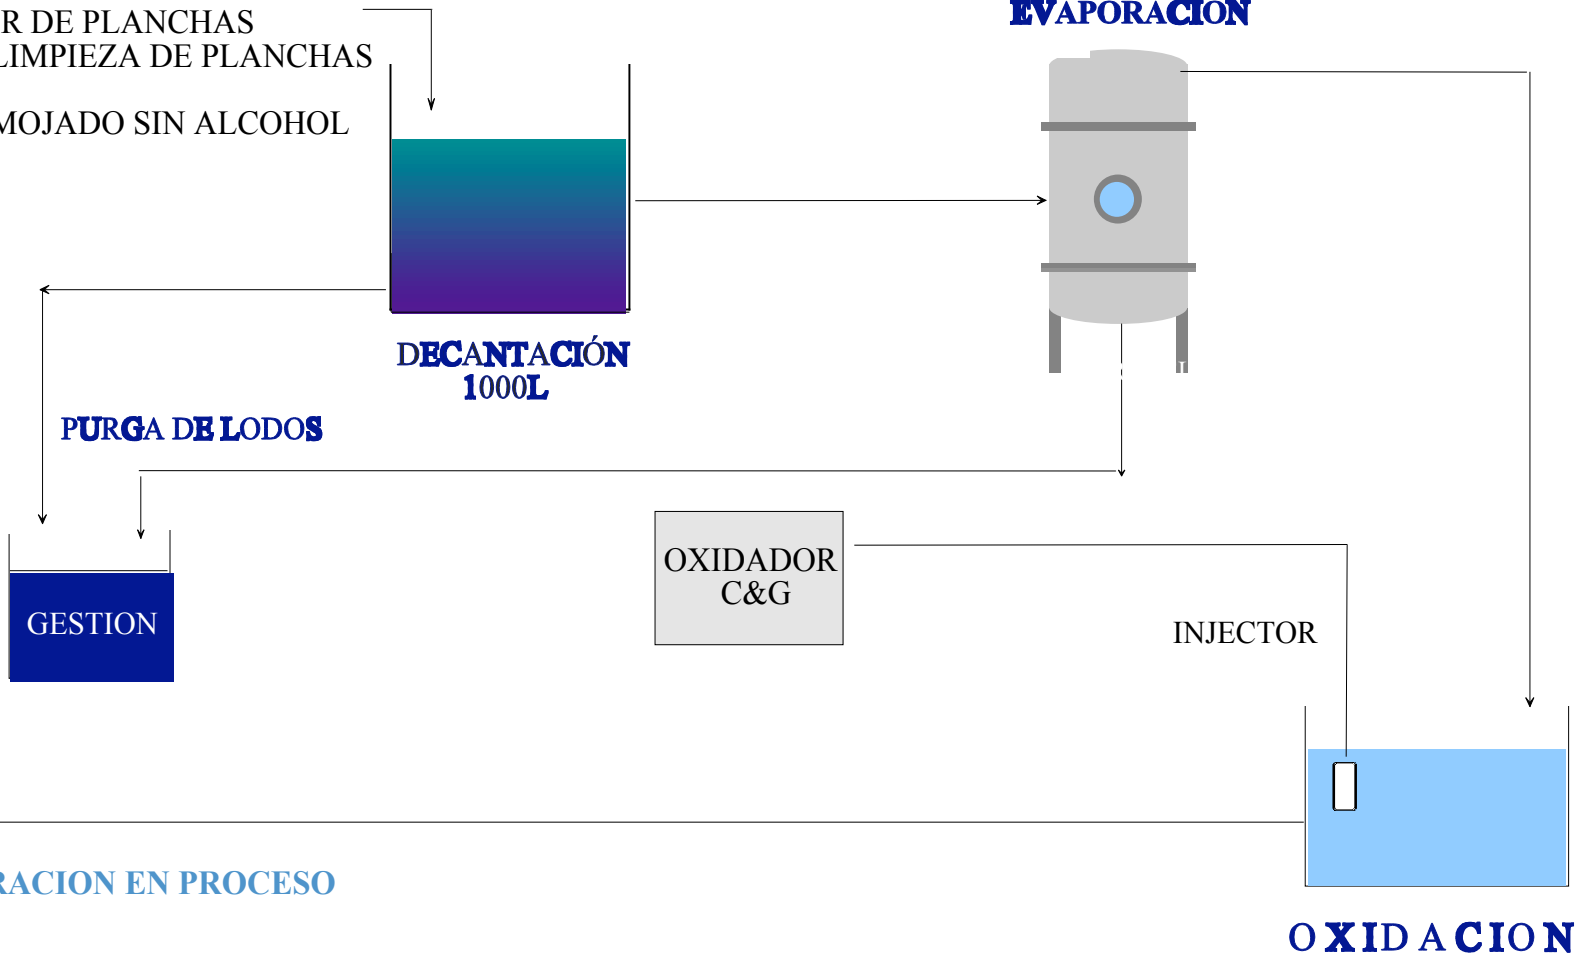 EVAPORACION
R DE PLANCHAS
LIMPIEZA DE PLANCHAS
MOJADO SIN ALCOHOL
DECANTACIÓN
1000L
PURGA DE LODOS
OXIDADOR
C&G
GESTION
INJECTOR
RACION EN PROCESO
OXIDACION